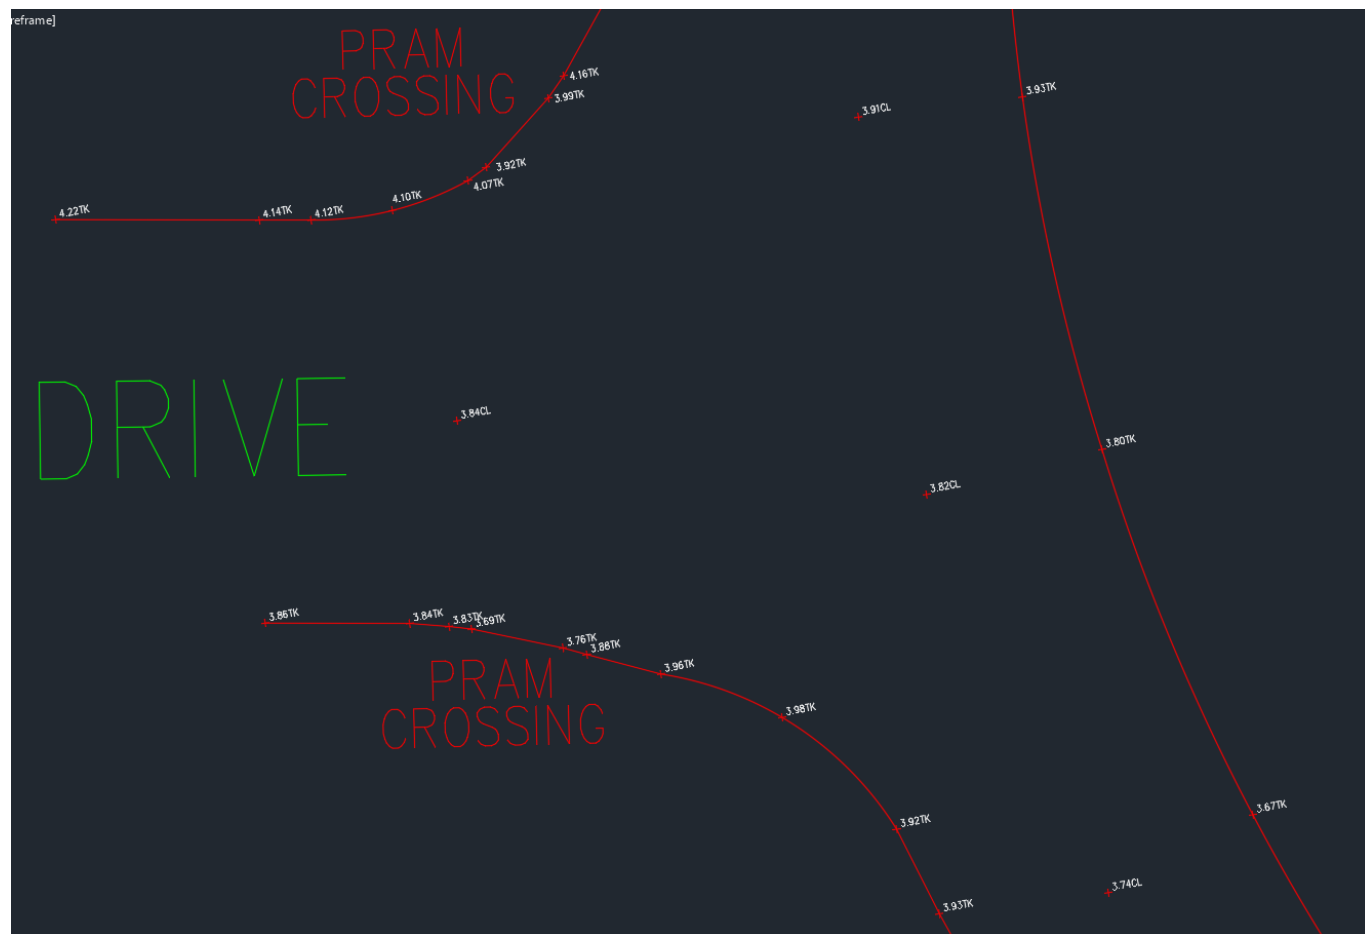 reframe]
PRAM
CROSSING
4.16TK
3.99TK
3.93TK
3.91CL
3.92TK
4.07TK
4.10TK
4.22TK
4.14TK
4.12TK
DRIVE
3.84CL
3.80TK
3.82CL
3.86TK
3.84TK
3.83TK
3.69TK
3.76TK
3.88TK
3.96TK
PRAM
CROSSING
3.98TK
3.92TK
3.67TK
3.74CL
3.93TK